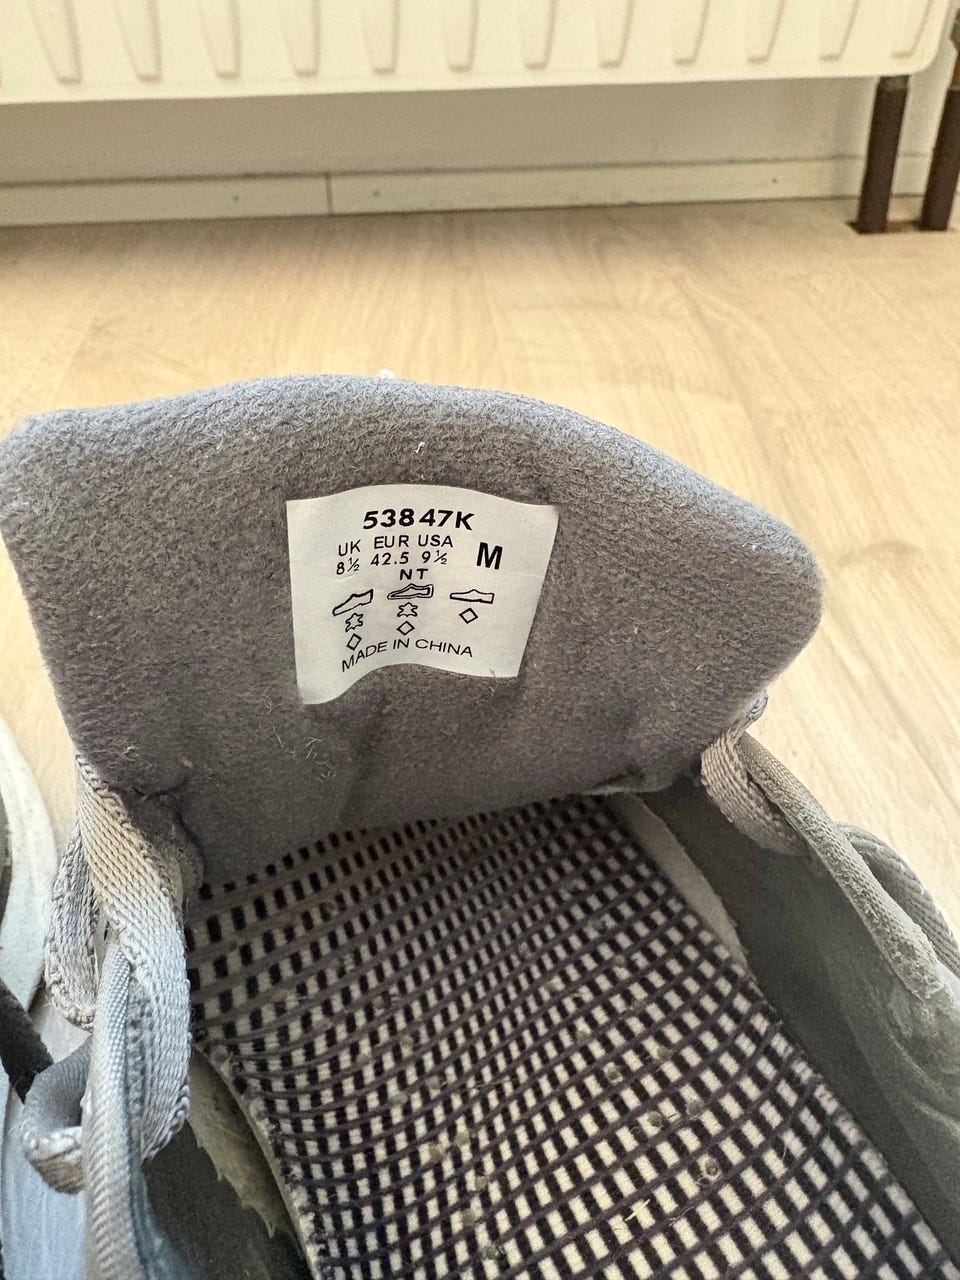 53847K
UK EUR USA
8½ 42.5 9½ M
NT
MADE IN CHINA